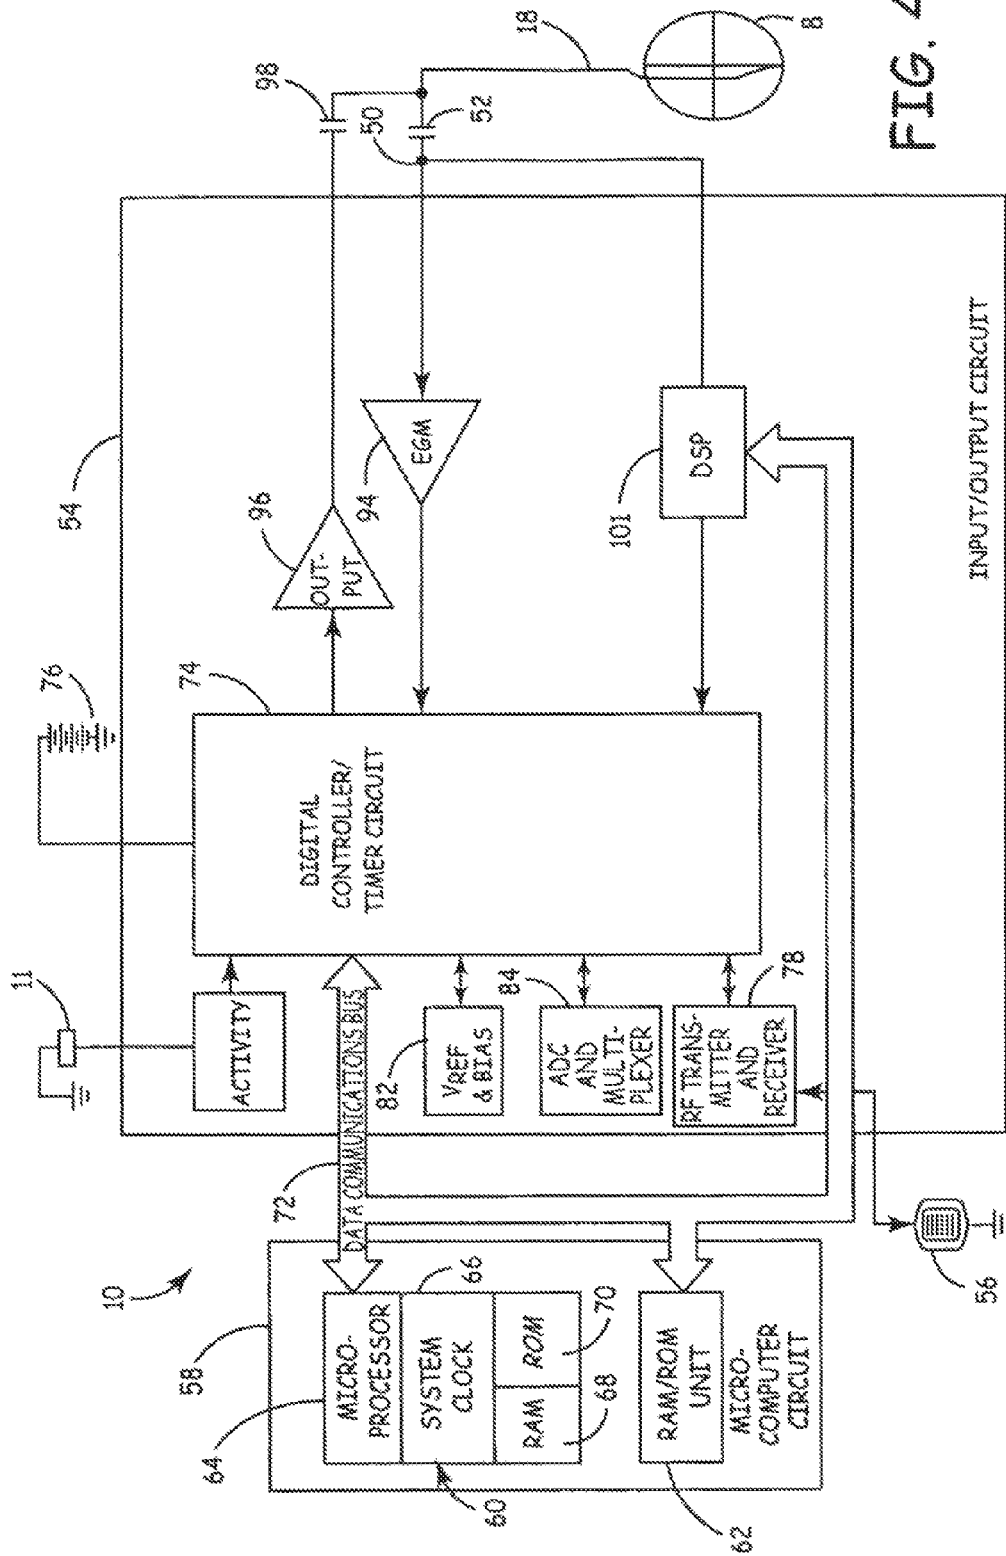 FIG. 4
10
58
64
MICRO-
PROCESSOR
66
SYSTEM
CLOCK
60
RAM
ROM
68
70
RAM/ROM
UNIT
62
MICRO-
COMPUTER
CIRCUIT
72
DATA COMMUNICATIONS BUS
56
11
ACTIVITY
82
VREF
& BIAS
84
ADC
AND
MULTI-
PLEXER
RF TRANS-
MITTER
AND
RECEIVER
78
76
74
DIGITAL
CONTROLLER/
TIMER CIRCUIT
54
96
OUT-
PUT
94
EGM
101
DSP
INPUT/OUTPUT CIRCUIT
98
50
52
18
8